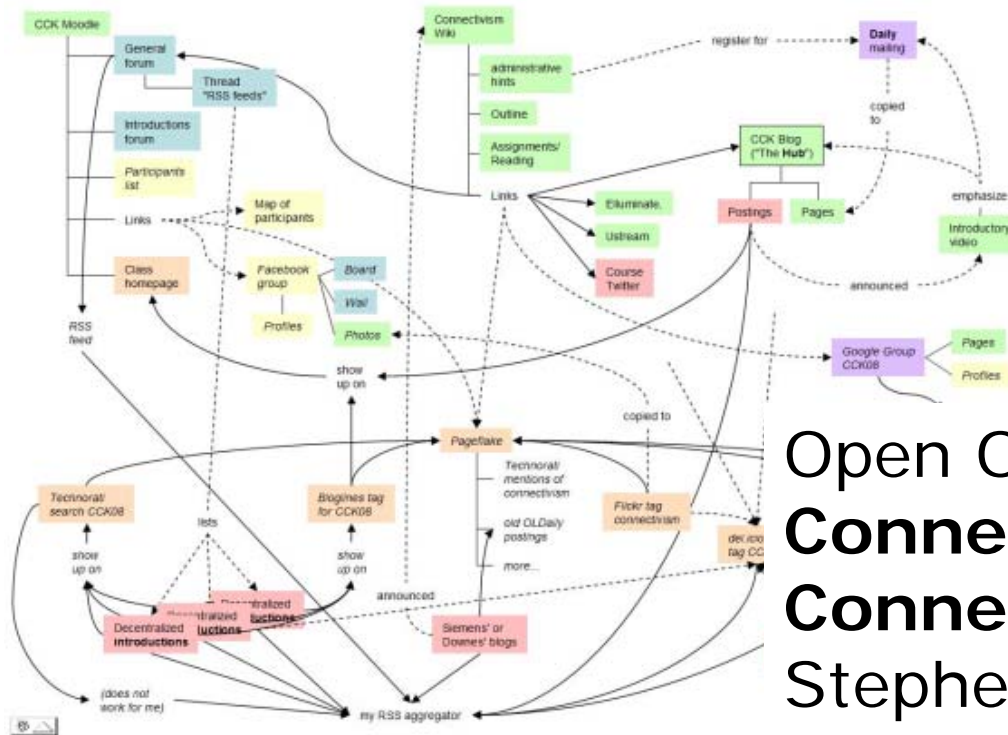 CCK Moodle
General
forum
Thread
"RSS feeds"
Introductions
forum
Participants
list
Links
Map of
participants
Class
homepage
Facebook
group
Board
Wall
Profiles
Photos
RSS
feed
show
up on
Connectivism
Wiki
administrative
hints
Outline
Assignments/
Reading
Links
register for
Daily
mailing
copied
to
CCK Blog
("The Hub")
Postings
Pages
emphasize
Introductory
video
announced
Elluminate,
Ustream
Course
Twitter
Google Group
CCK08
Pages
Profiles
copied to
Pageflake
Technorati
mentions of
connectivism
old OLDaily
postings
more...
Flickr tag
connectivism
del.icio
tag CC
Technorati
search CCK08
Bloglines tag
for CCK08
lists
show
up on
show
up on
announced
Decentralized
introductions
Siemens' or
Downes' blogs
(does not
work for me)
my RSS aggregator
Open C
Conne
Conne
Stephe